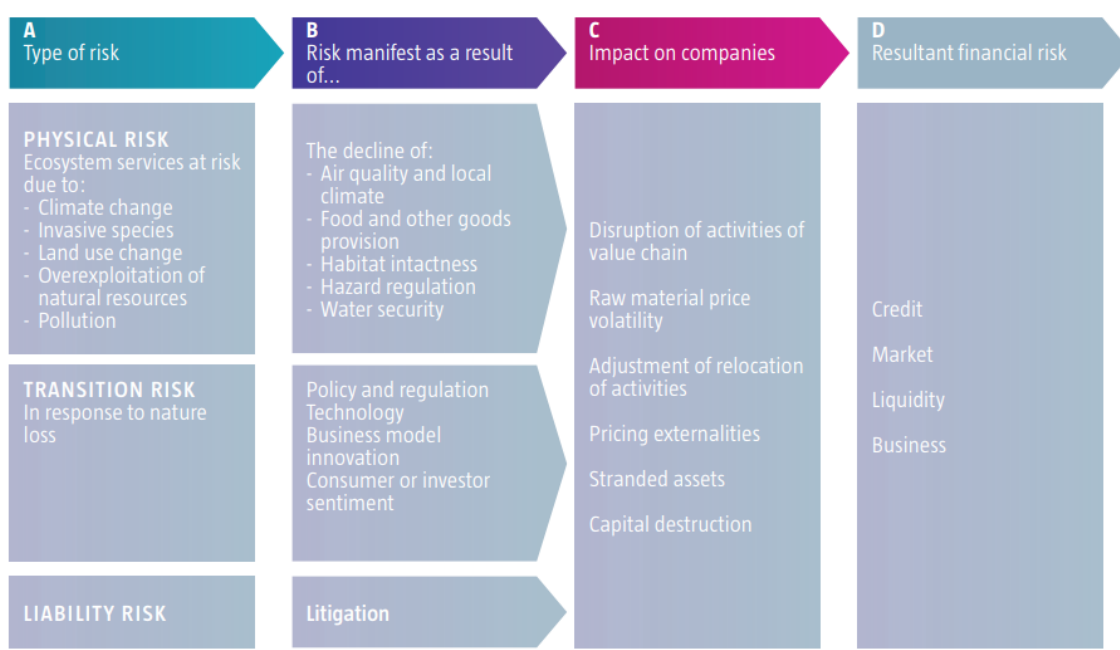 A
Type of risk
B
Risk manifest as a result
of...
C
Impact on companies
D
Resultant financial risk
PHYSICAL RISK
Ecosystem services at risk
due to:
- Climate change
- Invasive species
- Land use change
- Overexploitation of
natural resources
- Pollution
The decline of:
- Air quality and local
climate
- Food and other goods
provision
- Habitat intactness
- Hazard regulation
- Water security
TRANSITION RISK
In response to nature
loss
Policy and regulation
Technology
Business model
innovation
Consumer or investor
sentiment
LIABILITY RISK
Litigation
Disruption of activities of
value chain
Raw material price
volatility
Adjustment of relocation
of activities
Pricing externalities
Stranded assets
Capital destruction
Credit
Market
Liquidity
Business